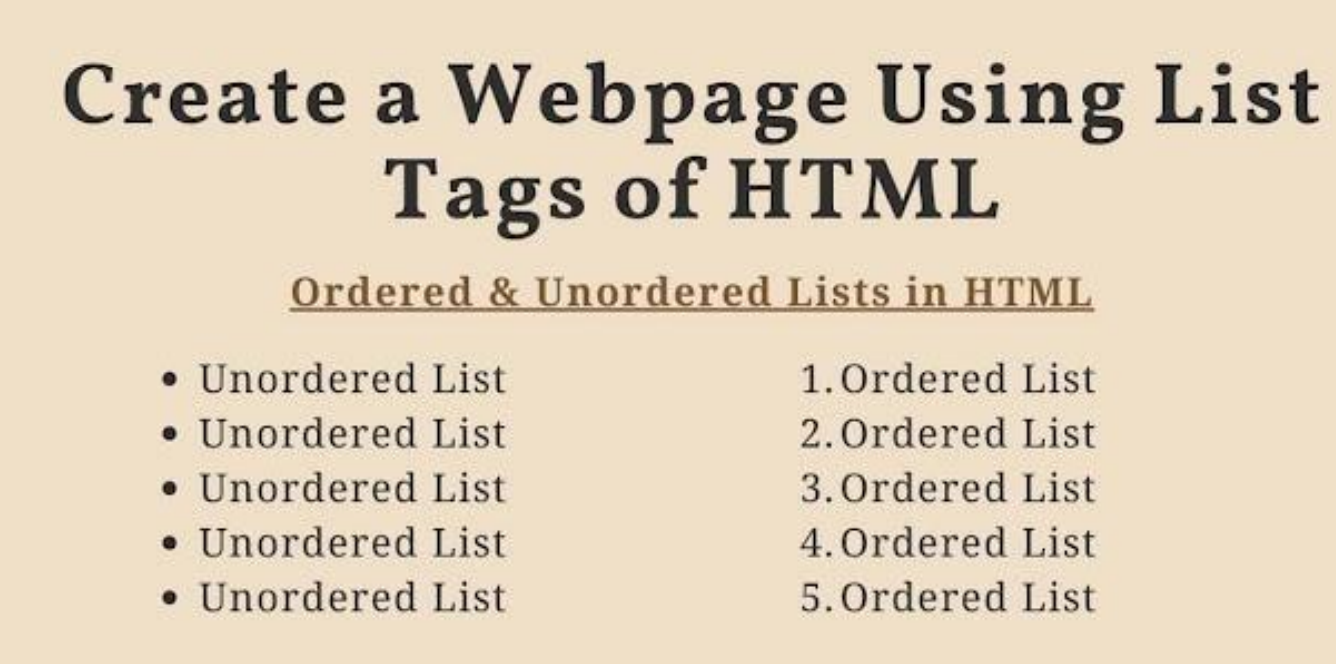 Create a Webpage Using List
Tags of HTML
Ordered & Unordered Lists in HTML
• Unordered List
• Unordered List
• Unordered List
• Unordered List
• Unordered List
1. Ordered List
2. Ordered List
3. Ordered List
4. Ordered List
5. Ordered List